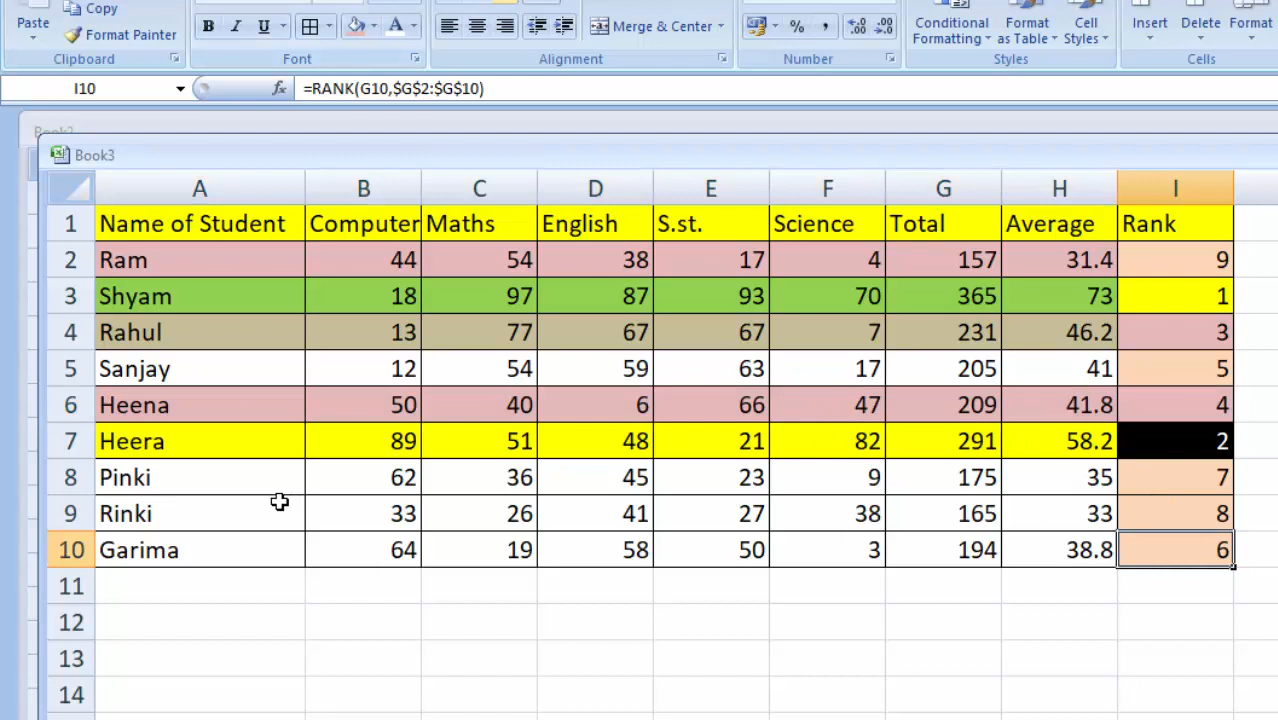 Copy
Paste
Format Painter
B I U A
Merge & Center
% .00
Conditional Formatting
Format as Table
Cell Styles
Insert Delete Format
Clipboard Font Alignment Number Styles Cells
I10 fx =RANK(G10,$G$2:$G$10)
Book3
A B C D E F G H I
1 Name of Student Computer Maths English S.st. Science Total Average Rank
2 Ram 44 54 38 17 4 157 31.4 9
3 Shyam 18 97 87 93 70 365 73 1
4 Rahul 13 77 67 67 7 231 46.2 3
5 Sanjay 12 54 59 63 17 205 41 5
6 Heena 50 40 6 66 47 209 41.8 4
7 Heera 89 51 48 21 82 291 58.2 2
8 Pinki 62 36 45 23 9 175 35 7
9 Rinki 33 26 41 27 38 165 33 8
10 Garima 64 19 58 50 3 194 38.8 6
11
12
13
14